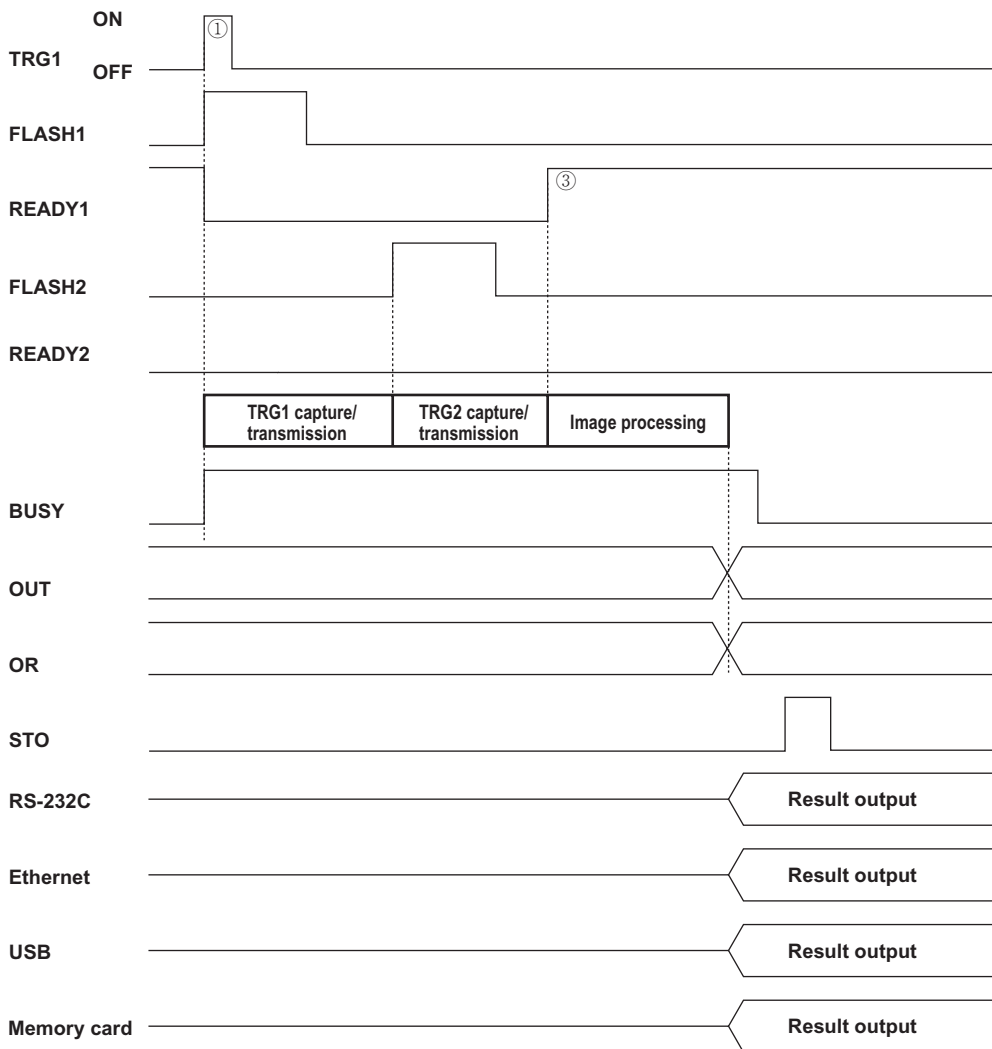 ON
①
TRG1
OFF
FLASH1
③
READY1
FLASH2
READY2
TRG1 capture/
transmission
TRG2 capture/
transmission
Image processing
BUSY
OUT
OR
STO
RS-232C
Result output
Ethernet
Result output
USB
Result output
Memory card
Result output